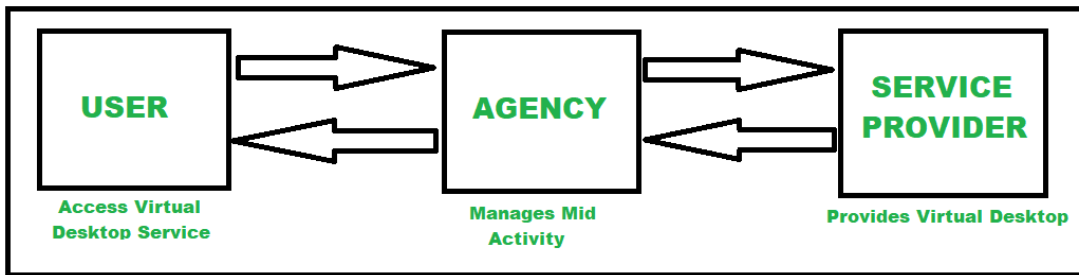 USER
AGENCY
SERVICE
PROVIDER
Access Virtual
Desktop Service
Manages Mid
Activity
Provides Virtual Desktop